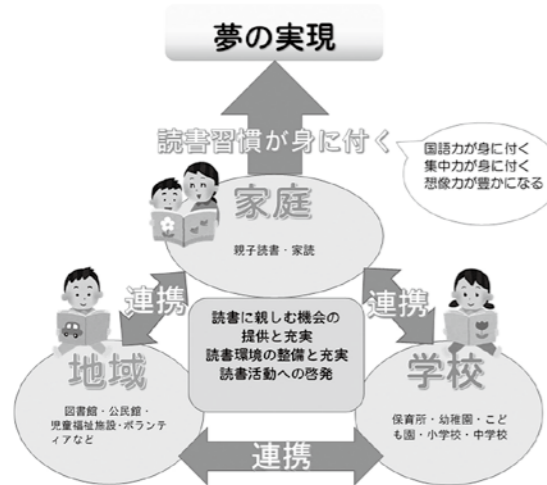 夢の実現
読書習慣が身に付く
国語力が身に付く
集中力が身に付く
想像力が豊かになる
家庭
親子読書・家読
連携
連携
読書に親しむ機会の
提供と充実
読書環境の整備と充実
読書活動への啓発
地域
図書館・公民館・
児童福祉施設・ボランテ
ィアなど
学校
保育所・幼稚園・こど
も園・小学校・中学校
連携